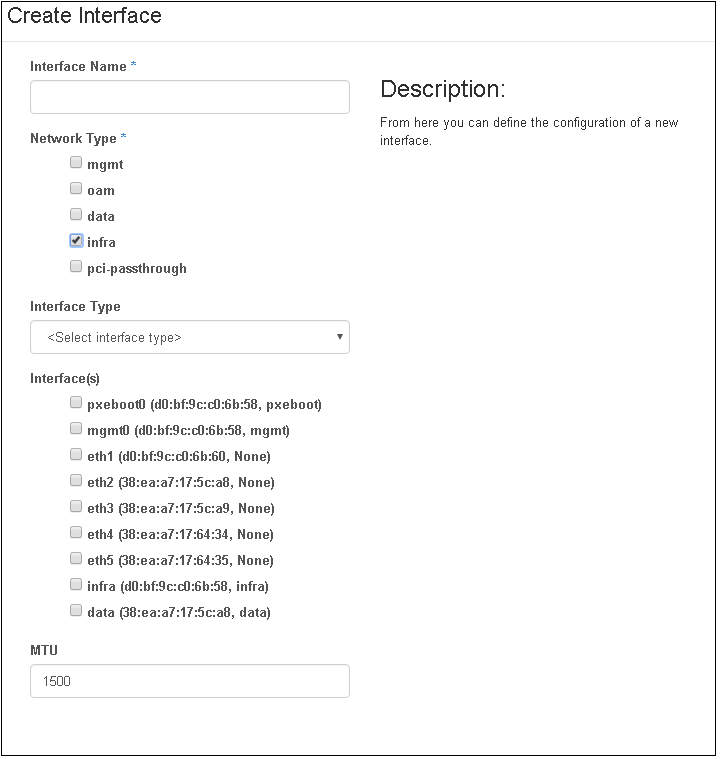 Create Interface
Interface Name *
Description:
From here you can define the configuration of a new
interface.
Network Type *
mgmt
oam
data
infra
pci-passthrough
Interface Type
<Select interface type>
Interface(s)
pxeboot0 (d0:bf:9c:c0:6b:58, pxeboot)
mgmt0 (d0:bf:9c:c0:6b:58, mgmt)
eth1 (d0:bf:9c:c0:6b:60, None)
eth2 (38:ea:a7:17:5c:a8, None)
eth3 (38:ea:a7:17:5c:a9, None)
eth4 (38:ea:a7:17:64:34, None)
eth5 (38:ea:a7:17:64:35, None)
infra (d0:bf:9c:c0:6b:58, infra)
data (38:ea:a7:17:5c:a8, data)
MTU
1500